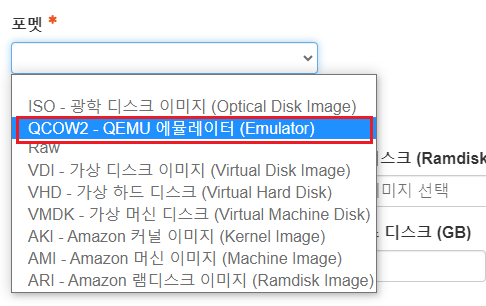 포멧 *
ISO - 광학 디스크 이미지 (Optical Disk Image)
QCOW2 - QEMU 에뮬레이터 (Emulator)
Raw
VDI - 가상 디스크 이미지 (Virtual Disk Image)
VHD - 가상 하드 디스크 (Virtual Hard Disk)
VMDK - 가상 머신 디스크 (Virtual Machine Disk)
AKI - Amazon 커널 이미지 (Kernel Image)
AMI - Amazon 머신 이미지 (Machine Image)
ARI - Amazon 램디스크 이미지 (Ramdisk Image)
스크 (Ramdisk
이미지 선택
디스크 (GB)